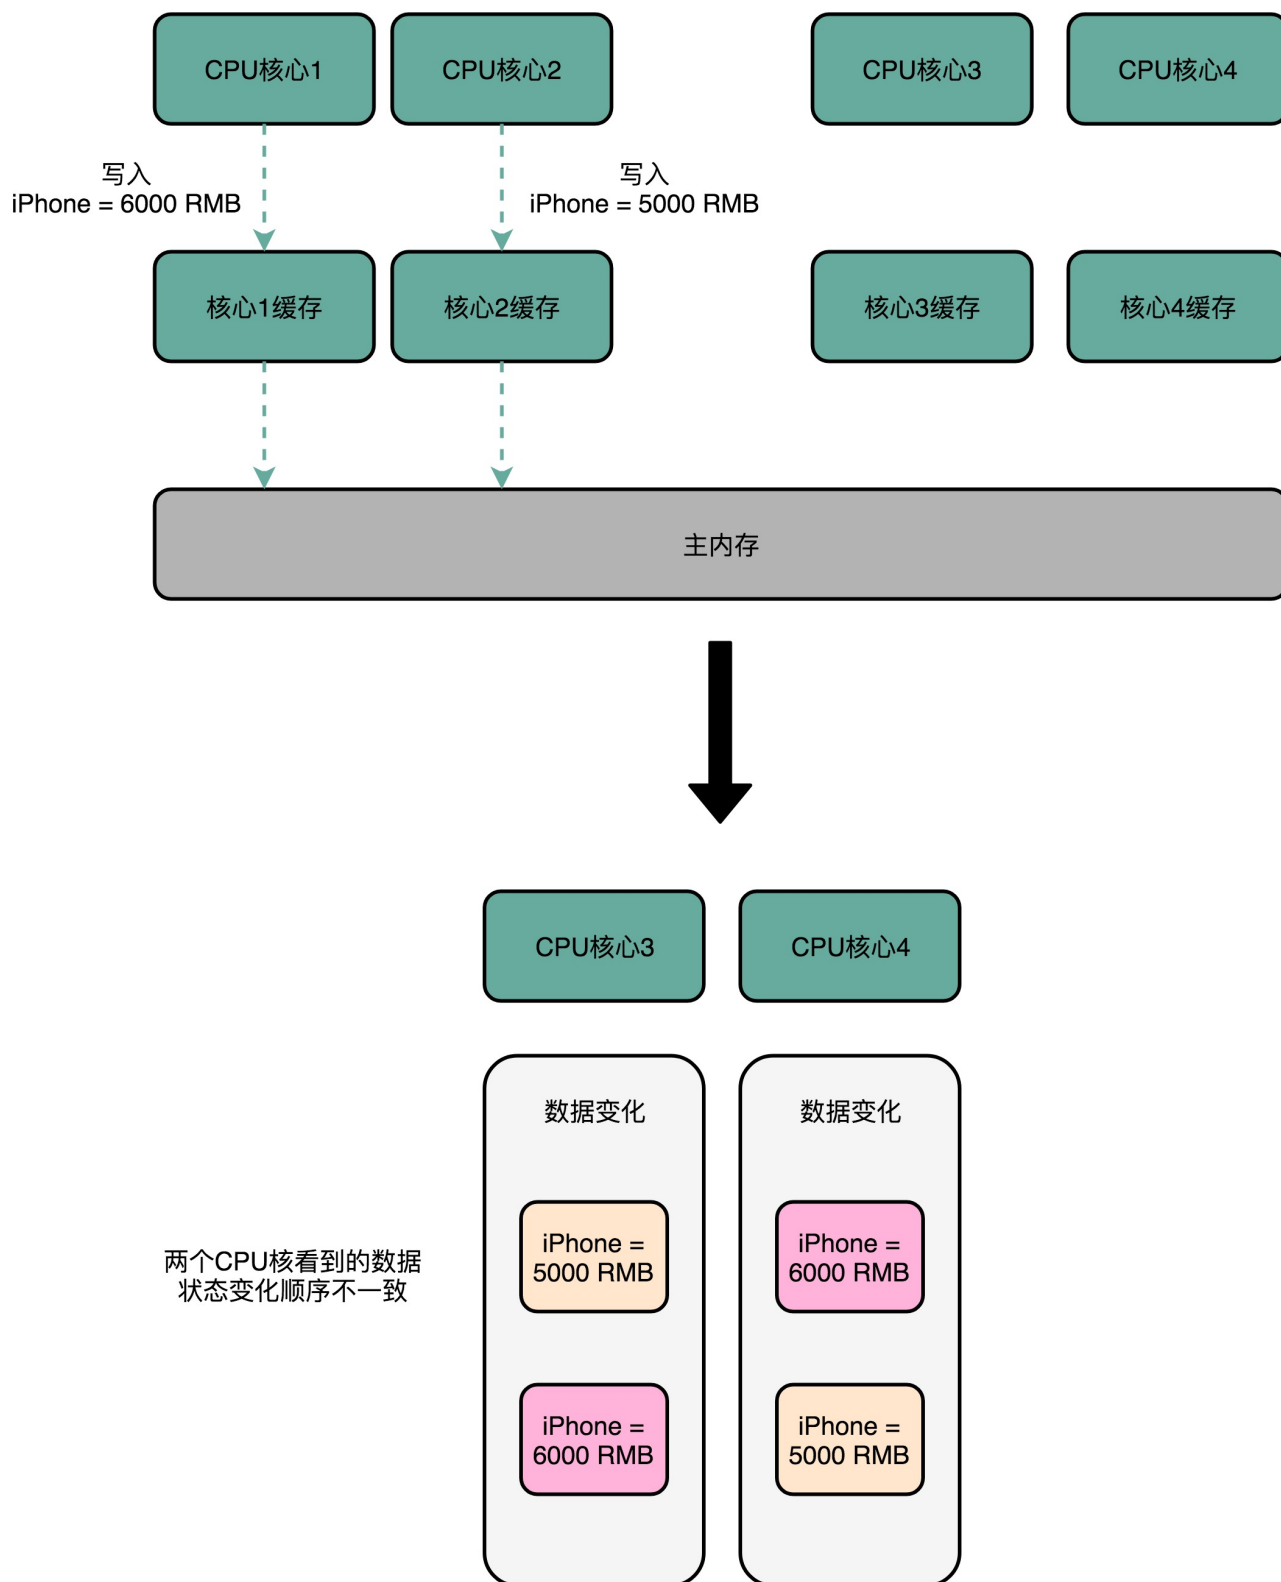 CPU核心1
CPU核心2
CPU核心3
CPU核心4
写入
iPhone = 6000 RMB
写入
iPhone = 5000 RMB
核心1缓存
核心2缓存
核心3缓存
核心4缓存
主内存
CPU核心3
CPU核心4
数据变化
数据变化
两个CPU核看到的数据
状态变化顺序不一致
iPhone =
5000 RMB
iPhone =
6000 RMB
iPhone =
6000 RMB
iPhone =
5000 RMB